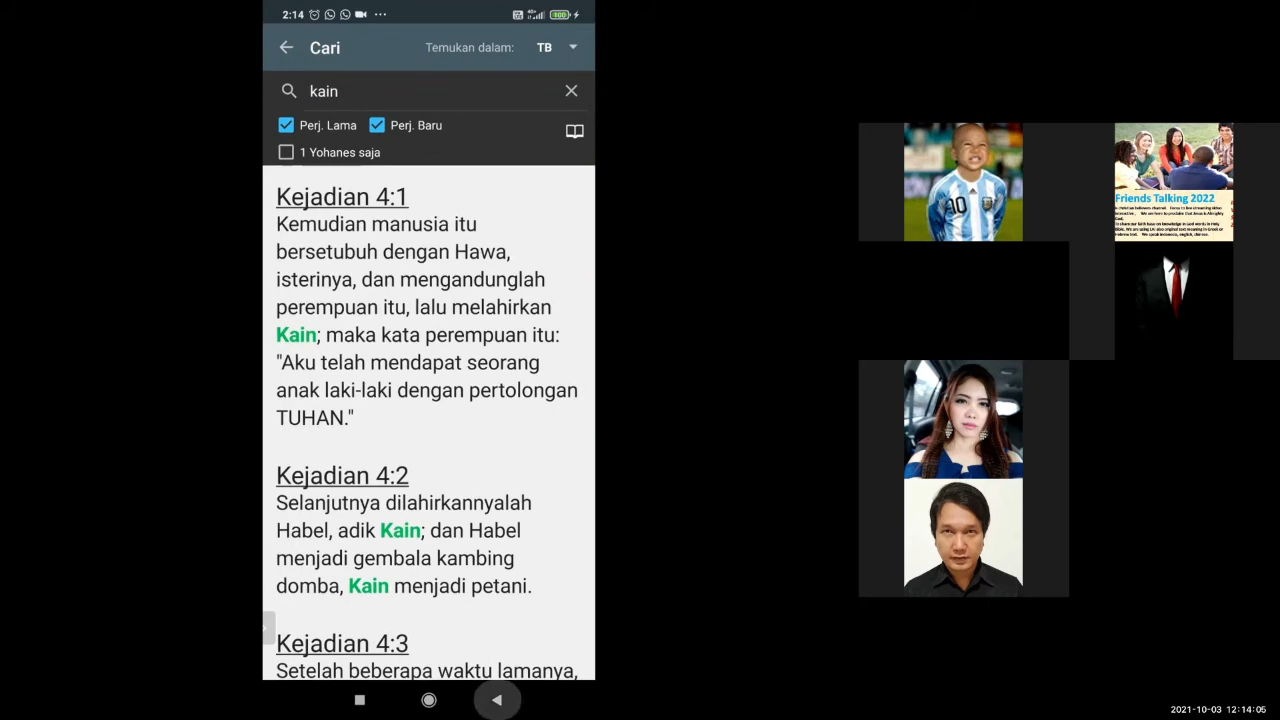 2:14
100
Cari
Temukan dalam:
TB
kain
Perj. Lama
Perj. Baru
1 Yohanes saja
Kejadian 4:1
Kemudian manusia itu
bersetubuh dengan Hawa,
isterinya, dan mengandunglah
perempuan itu, lalu melahirkan
Kain; maka kata perempuan itu:
"Aku telah mendapat seorang
anak laki-laki dengan pertolongan
TUHAN."
Kejadian 4:2
Selanjutnya dilahirkannyalah
Habel, adik Kain; dan Habel
menjadi gembala kambing
domba, Kain menjadi petani.
Kejadian 4:3
Setelah beberapa waktu lamanya,
10
Friends Talking 2022
2021-10-03 12:14:05